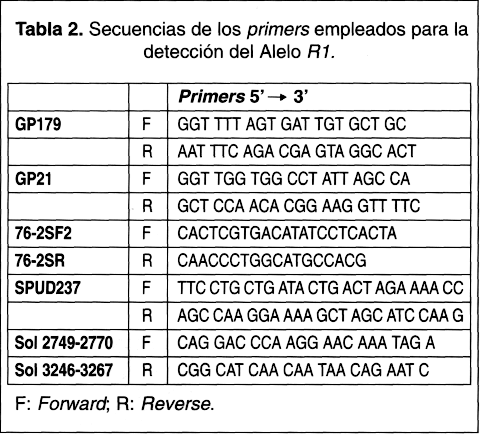 Tabla 2. Secuencias de los primers empleados para la
detección del Alelo R1.
Primers 5' → 3'
GP179 F GGT TTT AGT GAT TGT GCT GC
R AAT TTC AGA CGA GTA GGC ACT
GP21 F GGT TGG TGG CCT ATT AGC CA
R GCT CCA ACA CGG AAG GTT TTC
76-2SF2 F CACTCGTGACATATCCTCACTA
76-2SR R CAACCCTGGCATGCCACG
SPUD237 F TTC CTG CTG ATA CTG ACT AGA AAA CC
R AGC CAA GGA AAA GCT AGC ATC CAA G
Sol 2749-2770 F CAG GAC CCA AGG AAC AAA TAG A
Sol 3246-3267 R CGG CAT CAA CAA TAA CAG AAT C
F: Forward; R: Reverse.